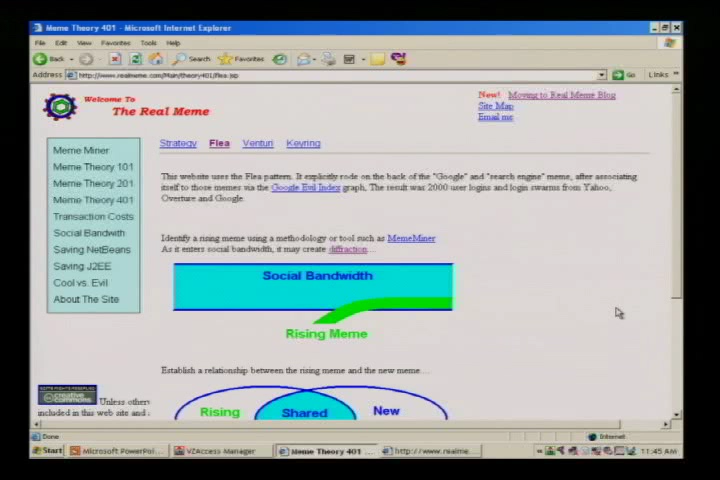 Meme Theory 401 - Microsoft Internet Explorer
File Edit View Favorites Tools Help
Back Search Favorites
Address http://www.realmeme.com/Main/theory401/flea.jsp Go Links »
Welcome To
The Real Meme
New! Moving to Real Meme Blog
Site Map
Email me
Meme Miner
Meme Theory 101
Meme Theory 201
Meme Theory 401
Transaction Costs
Social Bandwith
Saving NetBeans
Saving J2EE
Cool vs. Evil
About The Site
Strategy Flea Venturi Keyring
This website uses the Flea pattern. It explicitly rode on the back of the "Google" and "search engine" meme, after associating
itself to those memes via the Google Evil Index graph, The result was 2000 user logins and login swarms from Yahoo,
Overture and Google.
Identify a rising meme using a methodology or tool such as MemeMiner
As it enters social bandwidth, it may create diffraction...
Social Bandwidth
Rising Meme
Establish a relationship between the rising meme and the new meme...
Rising Shared New
SOME RIGHTS RESERVED
creative commons Unless otherw
included in this web site and
Done Internet
Start Microsoft PowerPoi... VZAccess Manager Meme Theory 401 ... http://www.realme... 11:45 AM